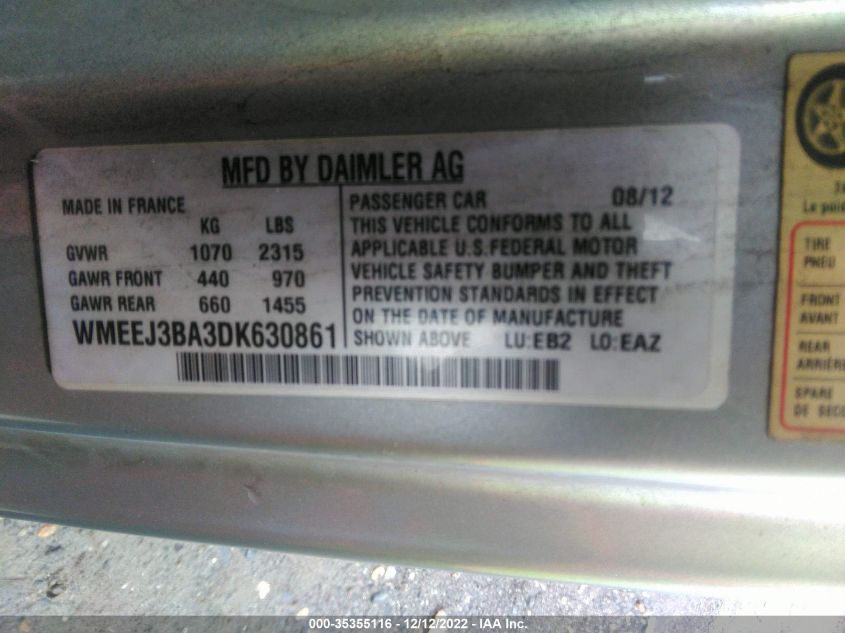 MFD BY DAIMLER AG
MADE IN FRANCE
KG LBS
GVWR 1070 2315
GAWR FRONT 440 970
GAWR REAR 660 1455
WMEEJ3BA3DK630861
PASSENGER CAR 08/12
THIS VEHICLE CONFORMS TO ALL
APPLICABLE U.S.FEDERAL MOTOR
VEHICLE SAFETY BUMPER AND THEFT
PREVENTION STANDARDS IN EFFECT
ON THE DATE OF MANUFACTURE
SHOWN ABOVE LU:EB2 LO:EAZ
Le
TIRE
PNEU
FRONT
AVANT
REAR
SPARE
DE
000-35355116 - 12/12/2022 - IAA Inc.